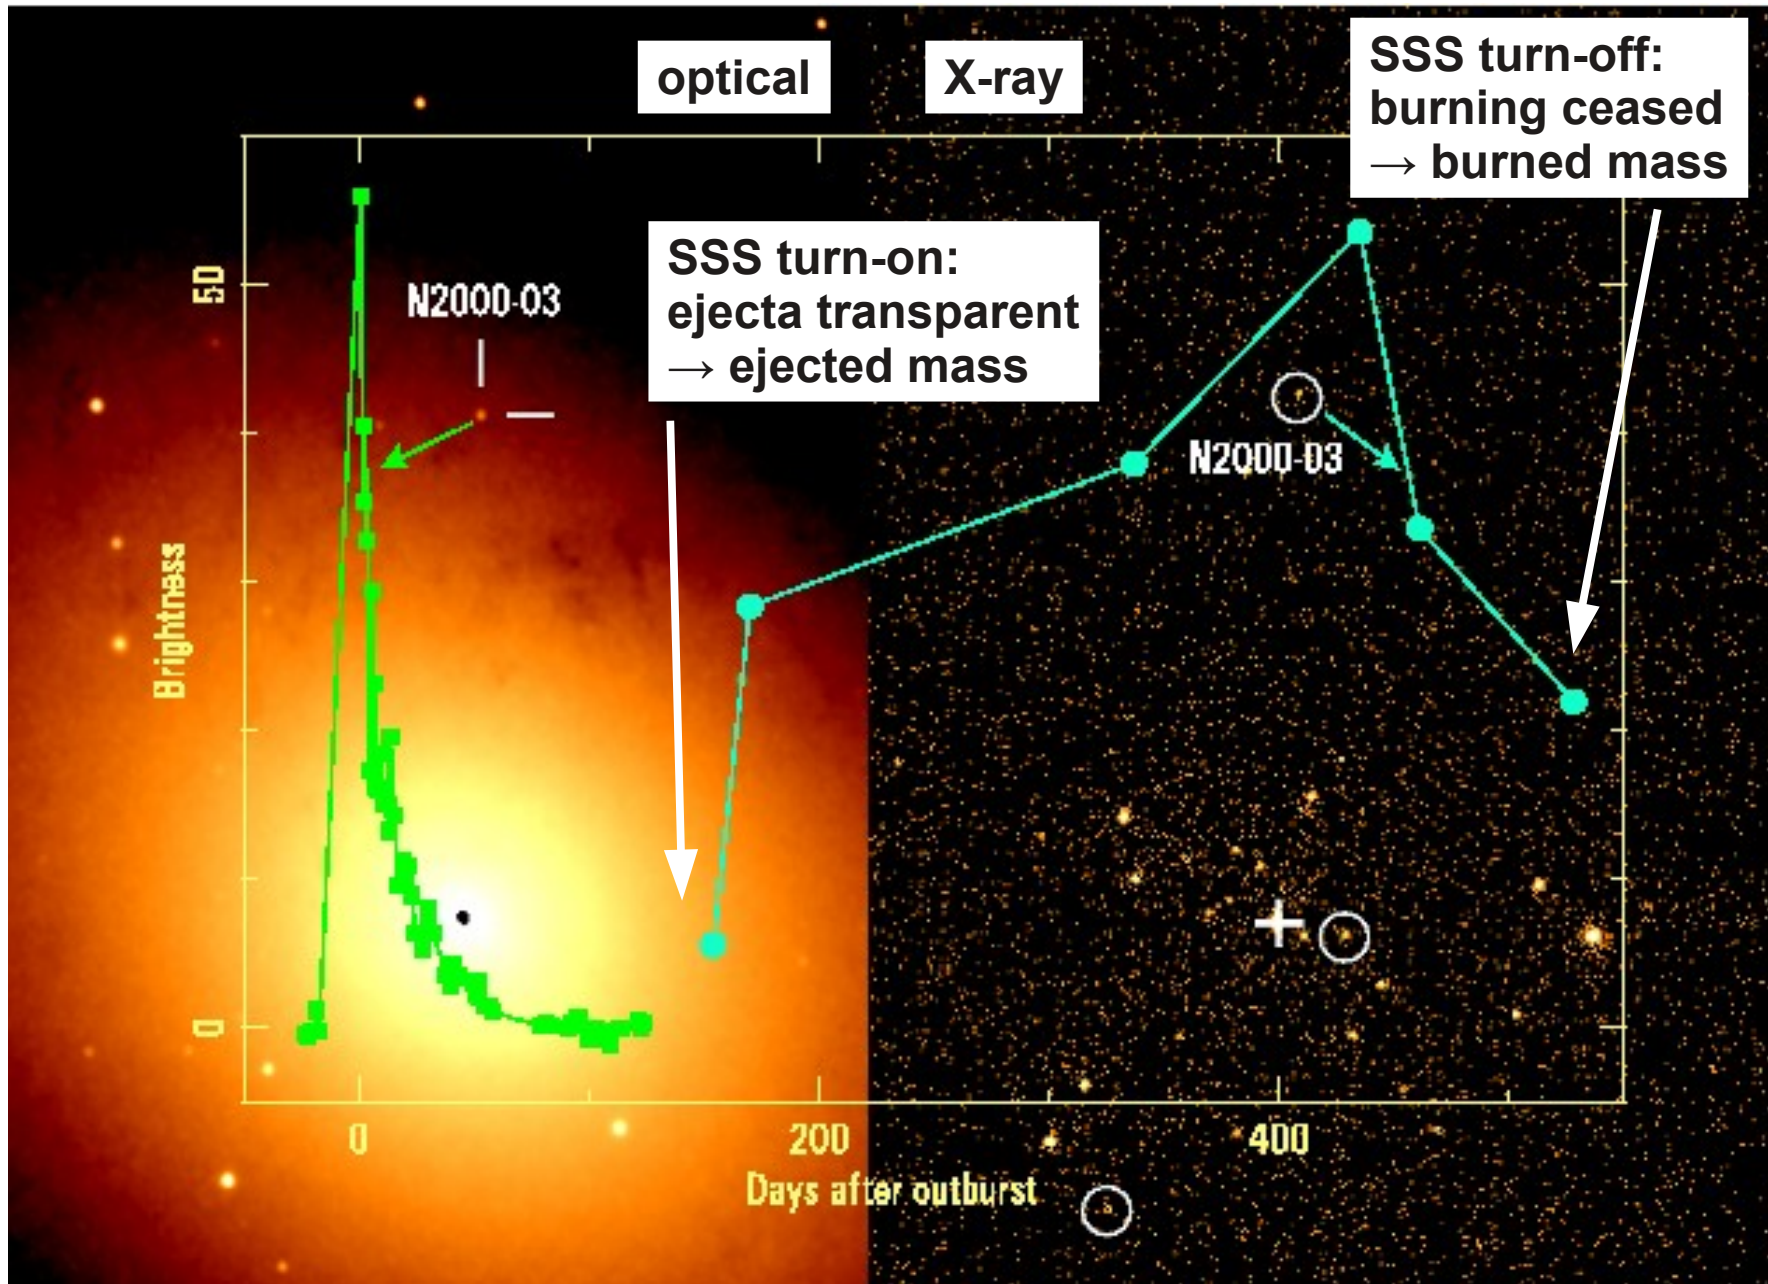 optical
X-ray
SSS turn-off:
burning ceased
→ burned mass
SSS turn-on:
ejecta transparent
→ ejected mass
N2000-03
N2000-03
50
Brightness
0
0
200
400
Days after outburst